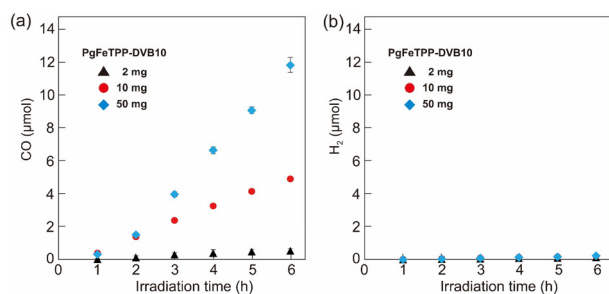 (a)
14
12
10
8
6
4
2
0
CO (μmol)
PgFeTPP-DVB10
2 mg
10 mg
50 mg
0 1 2 3 4 5 6
Irradiation time (h)
(b)
14
12
10
8
6
4
2
0
H₂ (μmol)
PgFeTPP-DVB10
2 mg
10 mg
50 mg
0 1 2 3 4 5 6
Irradiation time (h)